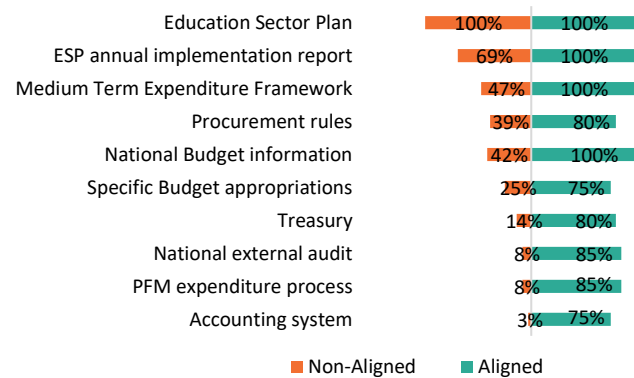 Education Sector Plan 100% 100%
ESP annual implementation report 69% 100%
Medium Term Expenditure Framework 47% 100%
Procurement rules 39% 80%
National Budget information 42% 100%
Specific Budget appropriations 25% 75%
Treasury 14% 80%
National external audit 8% 85%
PFM expenditure process 8% 85%
Accounting system 3% 75%
Non-Aligned Aligned